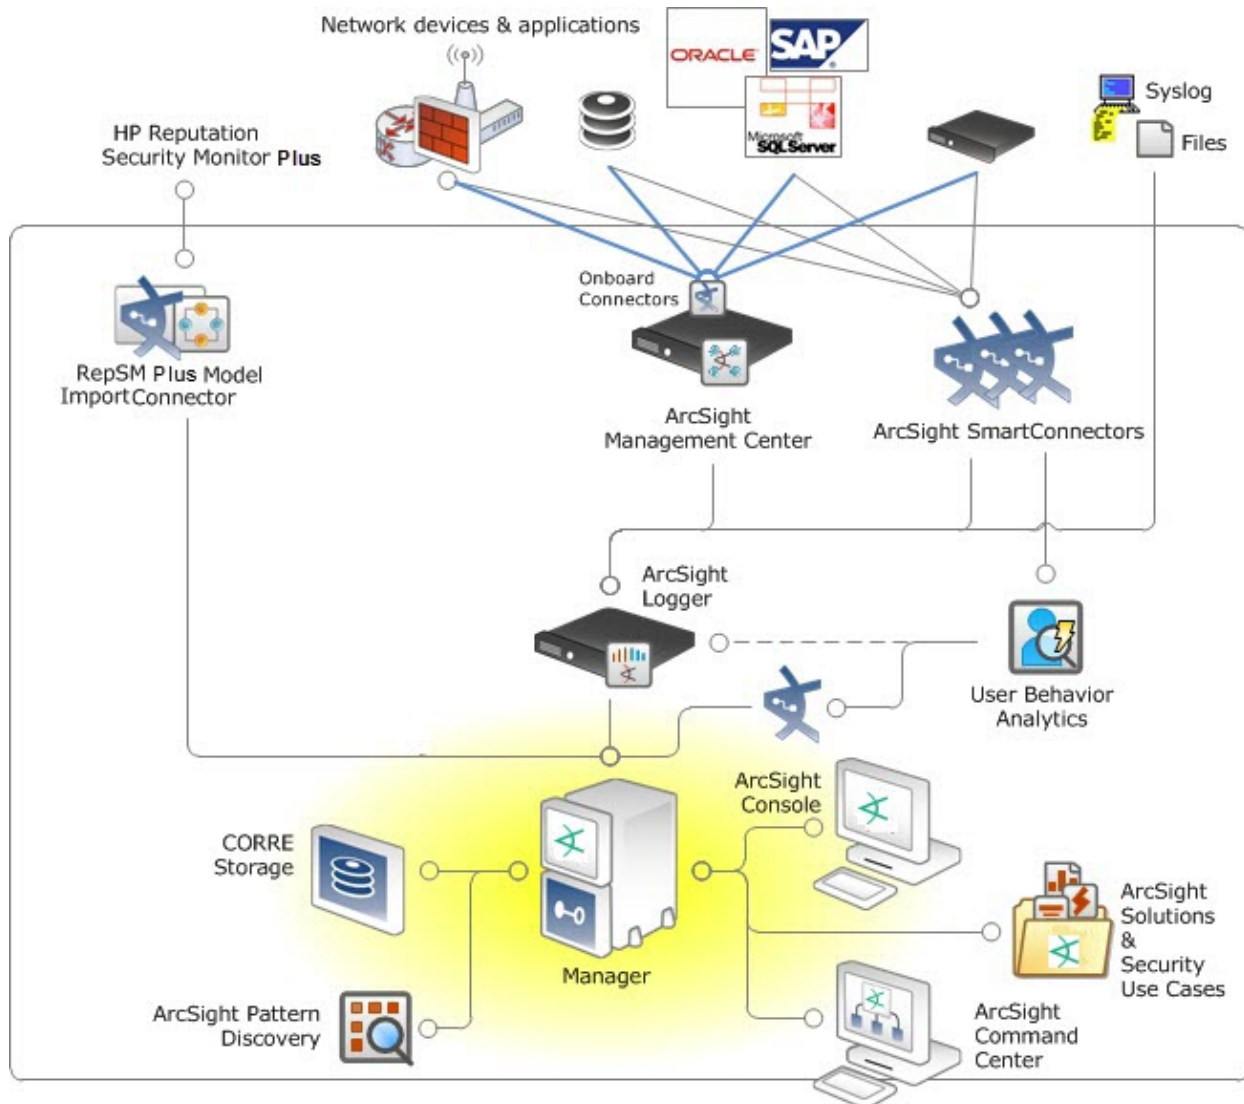 Network devices & applications
ORACLE
SAP
Microsoft
SQL Server
Syslog
Files
HP Reputation
Security Monitor Plus
Onboard
Connectors
RepSM Plus Model
Import Connector
ArcSight
Management Center
ArcSight SmartConnectors
ArcSight
Logger
User Behavior
Analytics
ArcSight
Console
CORRE
Storage
Manager
ArcSight
Solutions
&
Security
Use Cases
ArcSight Pattern
Discovery
ArcSight
Command
Center